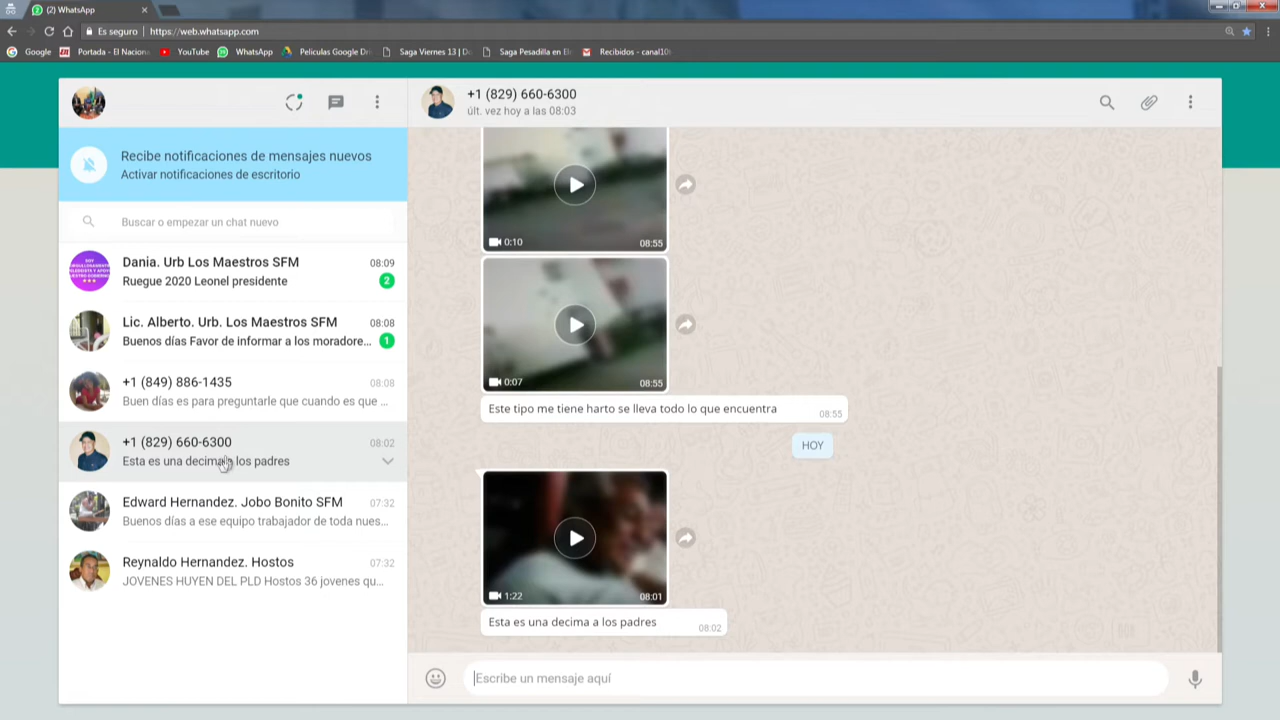 (2) WhatsApp
Es seguro | https://web.whatsapp.com
Google
Portada - El Naciona
YouTube
WhatsApp
Peliculas Google Dri
Saga Viernes 13 | De
Saga Pesadilla en El
Recibidos - canal10
+1 (829) 660-6300
últ. vez hoy a las 08:03
Recibe notificaciones de mensajes nuevos
Activar notificaciones de escritorio
Buscar o empezar un chat nuevo
Dania. Urb Los Maestros SFM 08:09
Ruegue 2020 Leonel presidente 2
Lic. Alberto. Urb. Los Maestros SFM 08:08
Buenos días Favor de informar a los moradore... 1
+1 (849) 886-1435 08:08
Buen días es para preguntarle que cuando es que ...
+1 (829) 660-6300 08:02
Esta es una decima a los padres
Edward Hernandez. Jobo Bonito SFM 07:32
Buenos días a ese equipo trabajador de toda nues...
Reynaldo Hernandez. Hostos 07:32
JOVENES HUYEN DEL PLD Hostos 36 jovenes qu...
0:10 08:55
0:07 08:55
Este tipo me tiene harto se lleva todo lo que encuentra 08:55
HOY
1:22 08:01
Esta es una decima a los padres 08:02
Escribe un mensaje aquí